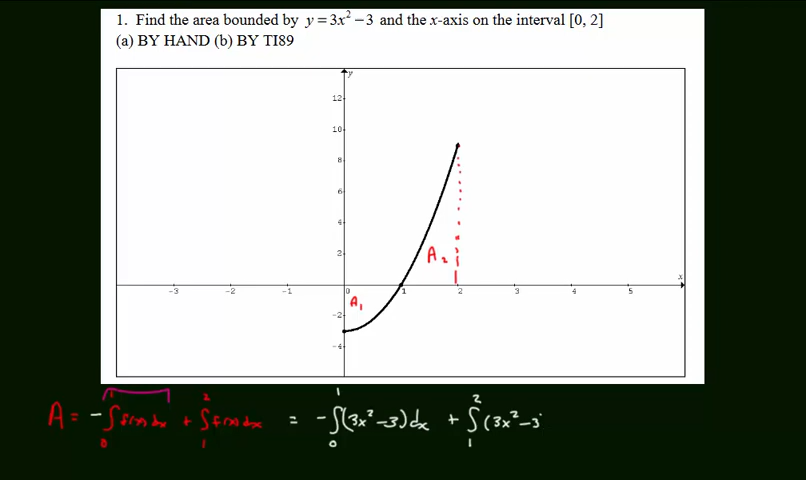 1. Find the area bounded by y = 3x² − 3 and the x-axis on the interval [0, 2]
(a) BY HAND (b) BY TI89
y
12
10
8
6
4
2
A₂
x
-3 -2 -1 0 1 2 3 4 5
A₁
-2
-4
A = -∫₀¹ f(x)dx + ∫₁² f(x)dx = -∫₀¹ (3x² -3)dx + ∫₁² (3x² -3